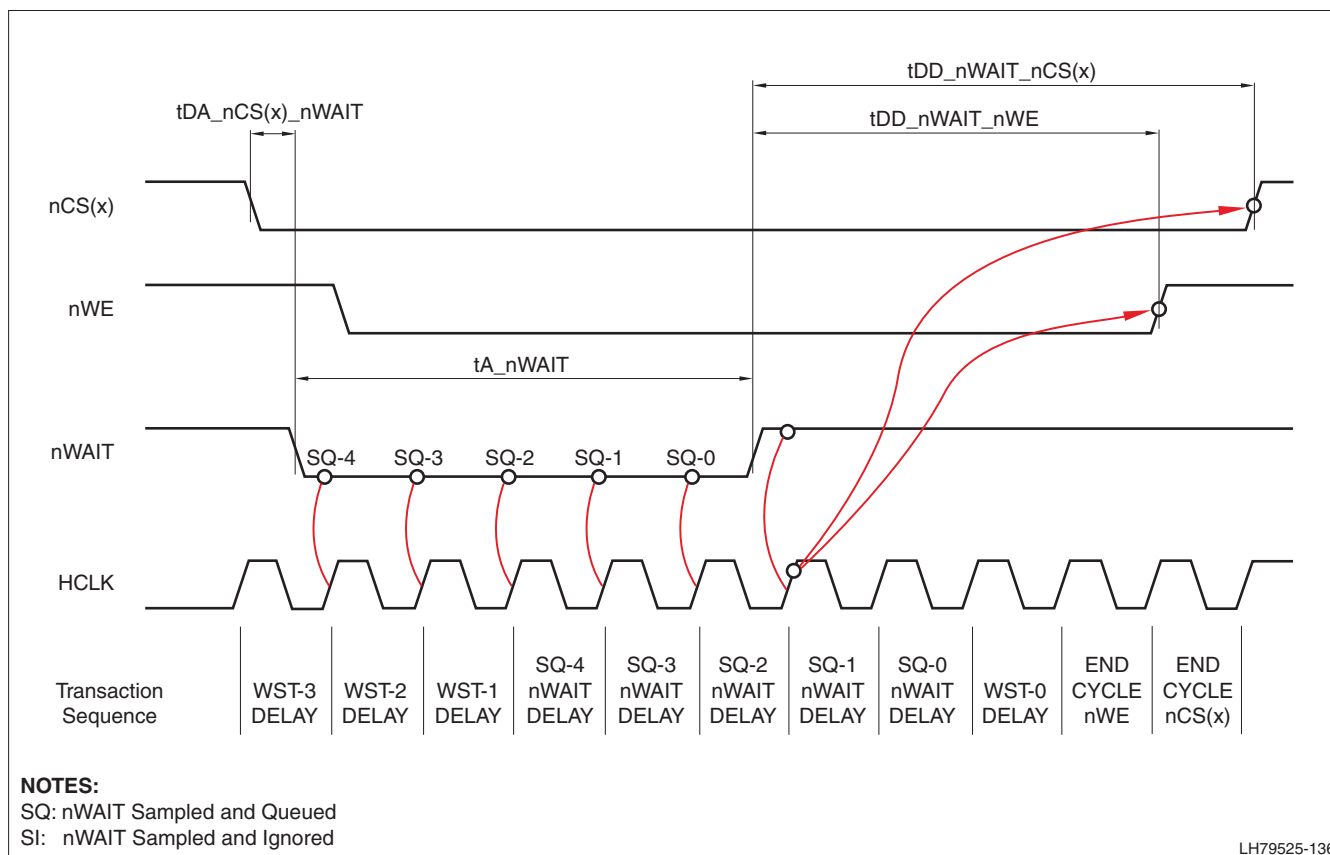 tDD_nWAIT_nCS(x)
tDA_nCS(x)_nWAIT
tDD_nWAIT_nWE
nCS(x)
nWE
tA_nWAIT
nWAIT
SQ-4 SQ-3 SQ-2 SQ-1 SQ-0
HCLK
Transaction
Sequence
WST-3
DELAY
WST-2
DELAY
WST-1
DELAY
SQ-4
nWAIT
DELAY
SQ-3
nWAIT
DELAY
SQ-2
nWAIT
DELAY
SQ-1
nWAIT
DELAY
SQ-0
nWAIT
DELAY
WST-0
DELAY
END
CYCLE
nWE
END
CYCLE
nCS(x)
NOTES:
SQ: nWAIT Sampled and Queued
SI: nWAIT Sampled and Ignored
LH79525-136